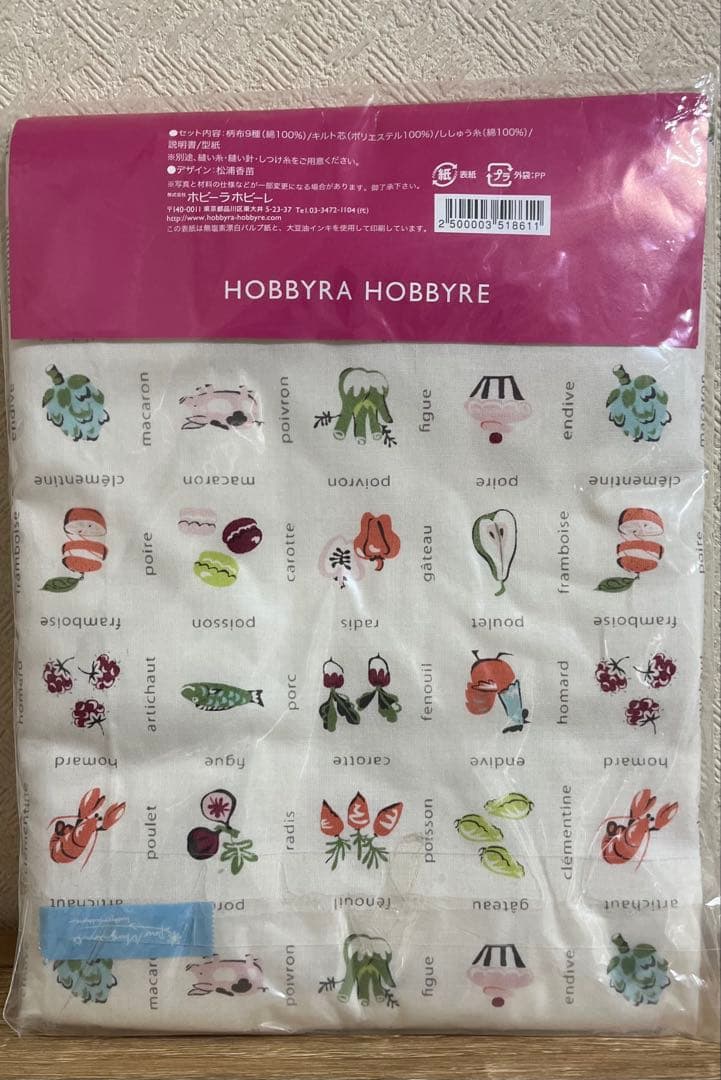 ●セット内容:柄布9種(綿100%)/キルト芯(ポリエステル100%)/ししゅう糸(綿100%)/
説明書/型紙
※別途、縫い糸・縫い針・しつけ糸をご用意ください。
●デザイン:松浦香苗
※写真と材料の仕様などが一部変更になる場合があります。御了承下さい。
株式会社 ホビーラホビーレ
〒140-0011 東京都品川区東大井5-23-37 Tel.03-3472-1104(代)
http://www.hobbyra-hobbyre.com
この表紙は無塩素漂白パルプ紙と、大豆油インキを使用して印刷しています。
紙 表紙 プラ 外袋:PP
2 500003 518611
HOBBYRA HOBBYRE
endive macaron poivron figue endive
clémentine macaron poivron poire clémentine
framboise poire carotte gâteau framboise
framboise poisson radis poulet framboise
homard artichaut porc fenouil homard
homard figue carotte endive homard
poulet radis poisson clémentine
artichaut porc fenouil gâteau artichaut
poivron figue endive